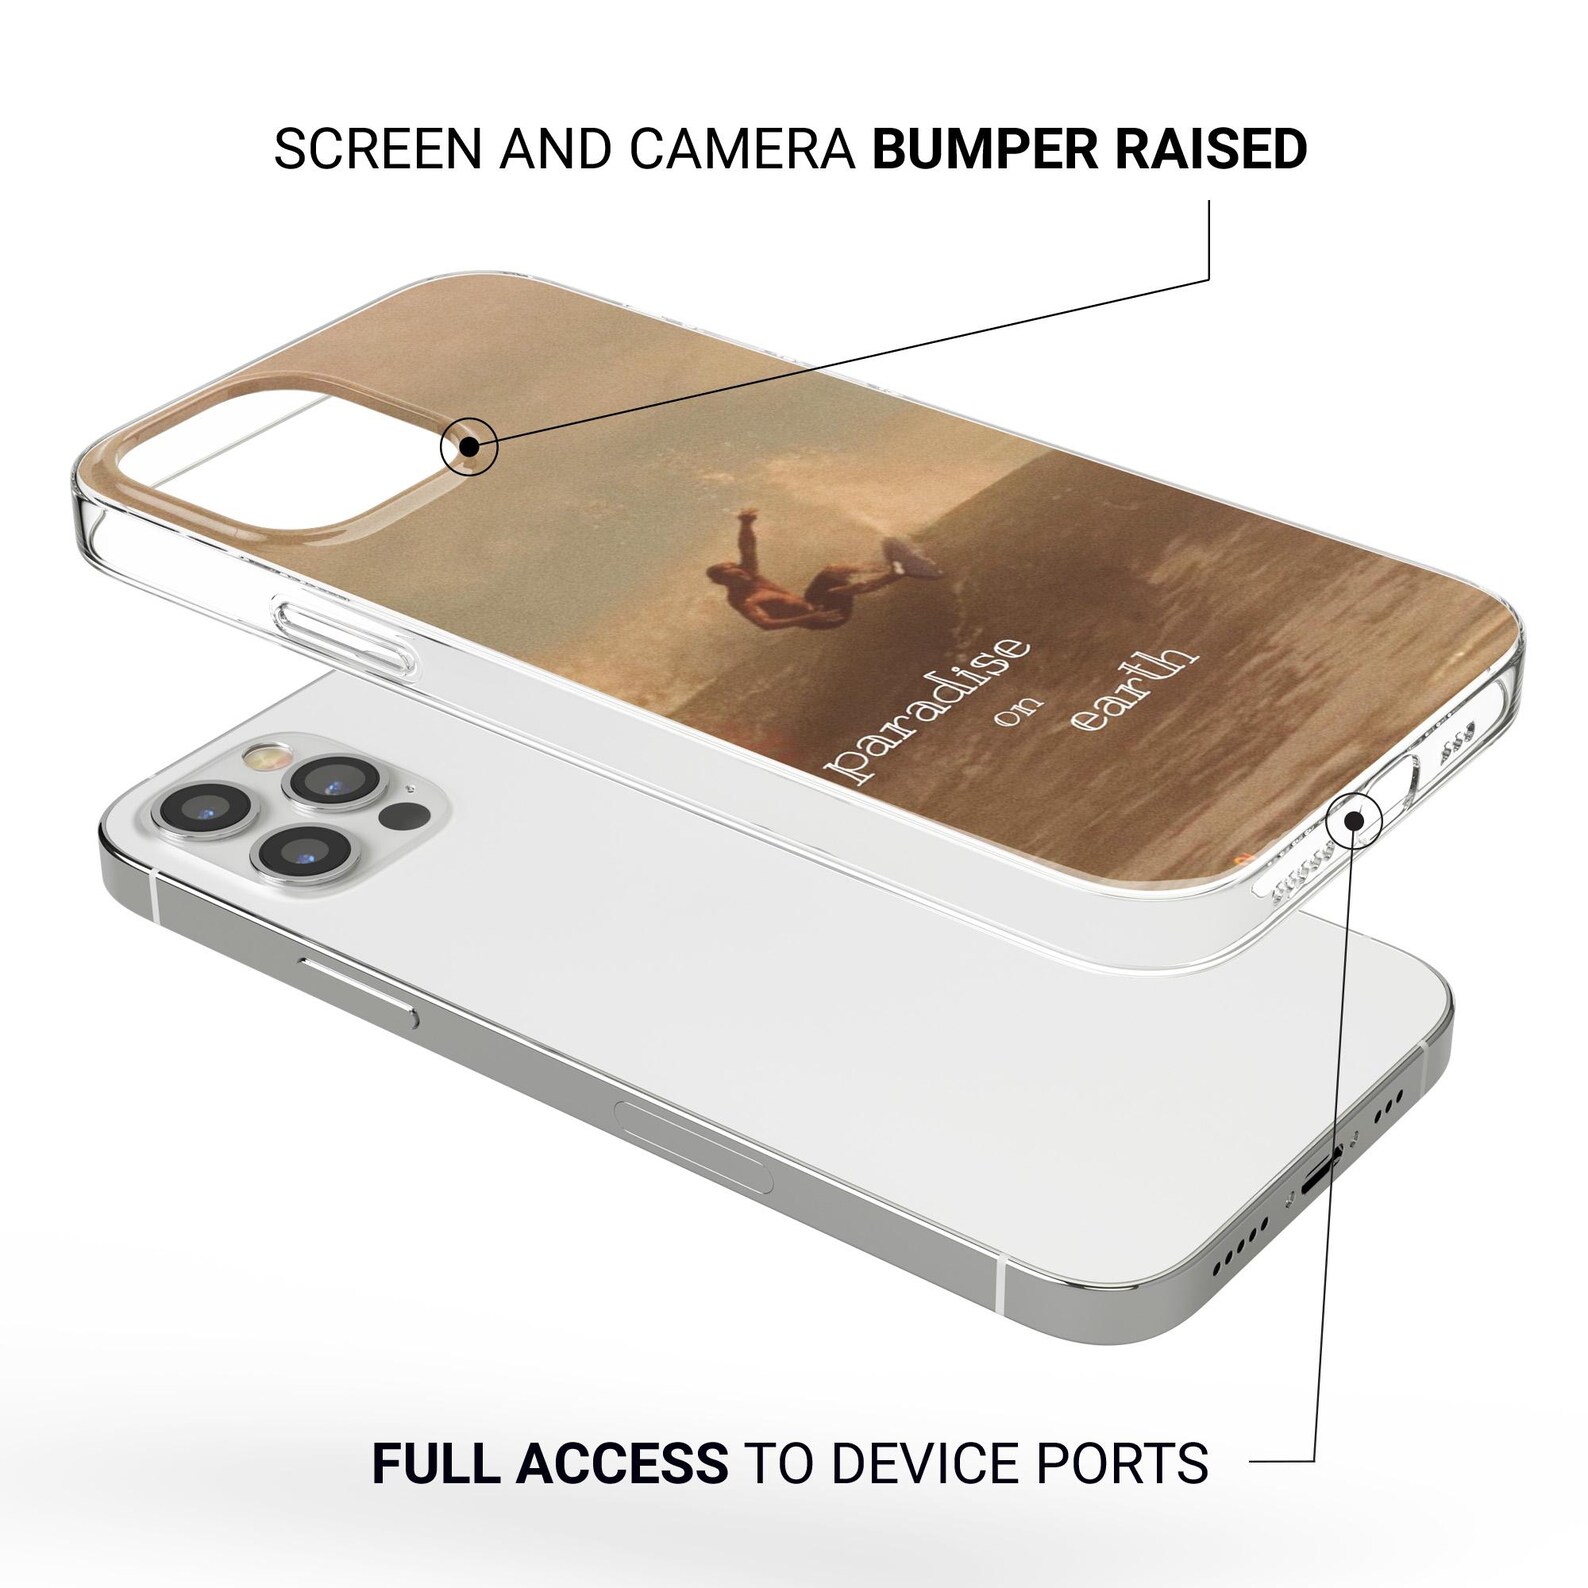 SCREEN AND CAMERA BUMPER RAISED
paradise
on
earth
FULL ACCESS TO DEVICE PORTS